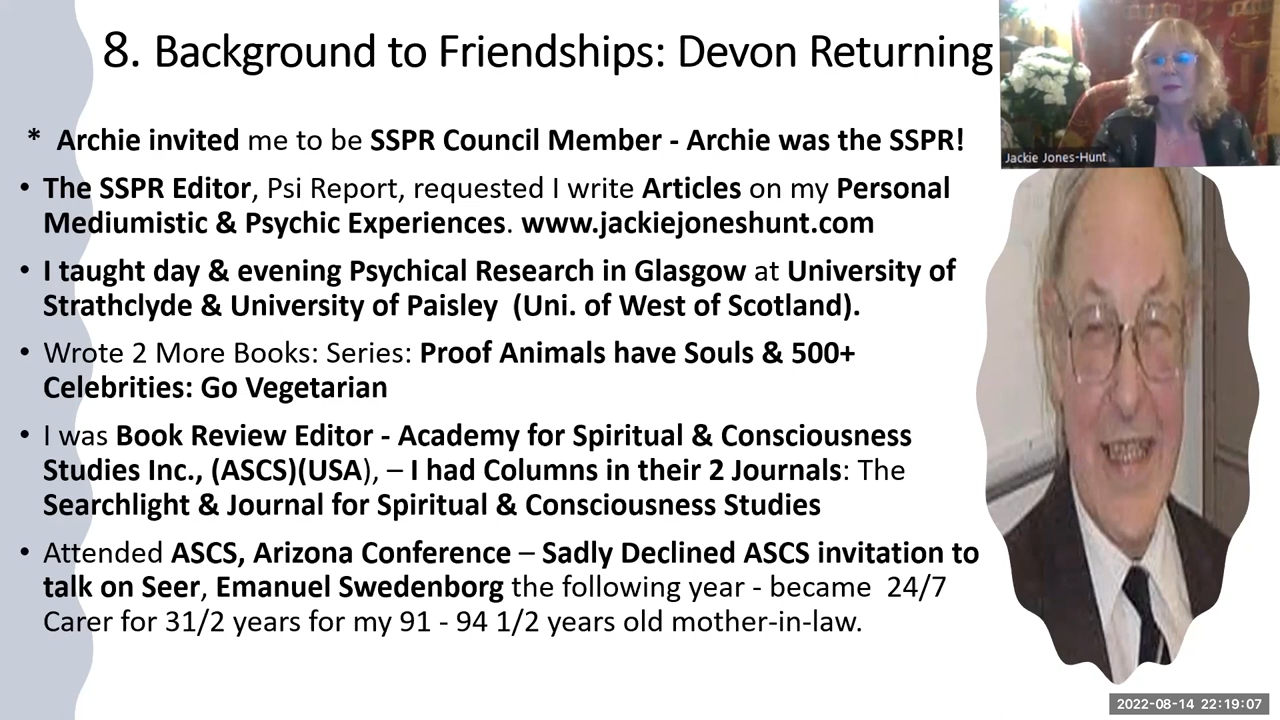 8. Background to Friendships: Devon Returning
* Archie invited me to be SSPR Council Member - Archie was the SSPR!
Jackie Jones-Hunt
• The SSPR Editor, Psi Report, requested I write Articles on my Personal
Mediumistic & Psychic Experiences. www.jackiejoneshunt.com
• I taught day & evening Psychical Research in Glasgow at University of
Strathclyde & University of Paisley (Uni. of West of Scotland).
• Wrote 2 More Books: Series: Proof Animals have Souls & 500+
Celebrities: Go Vegetarian
• I was Book Review Editor - Academy for Spiritual & Consciousness
Studies Inc., (ASCS)(USA), – I had Columns in their 2 Journals: The
Searchlight & Journal for Spiritual & Consciousness Studies
• Attended ASCS, Arizona Conference – Sadly Declined ASCS invitation to
talk on Seer, Emanuel Swedenborg the following year - became 24/7
Carer for 31/2 years for my 91 - 94 1/2 years old mother-in-law.
2022-08-14 22:19:07